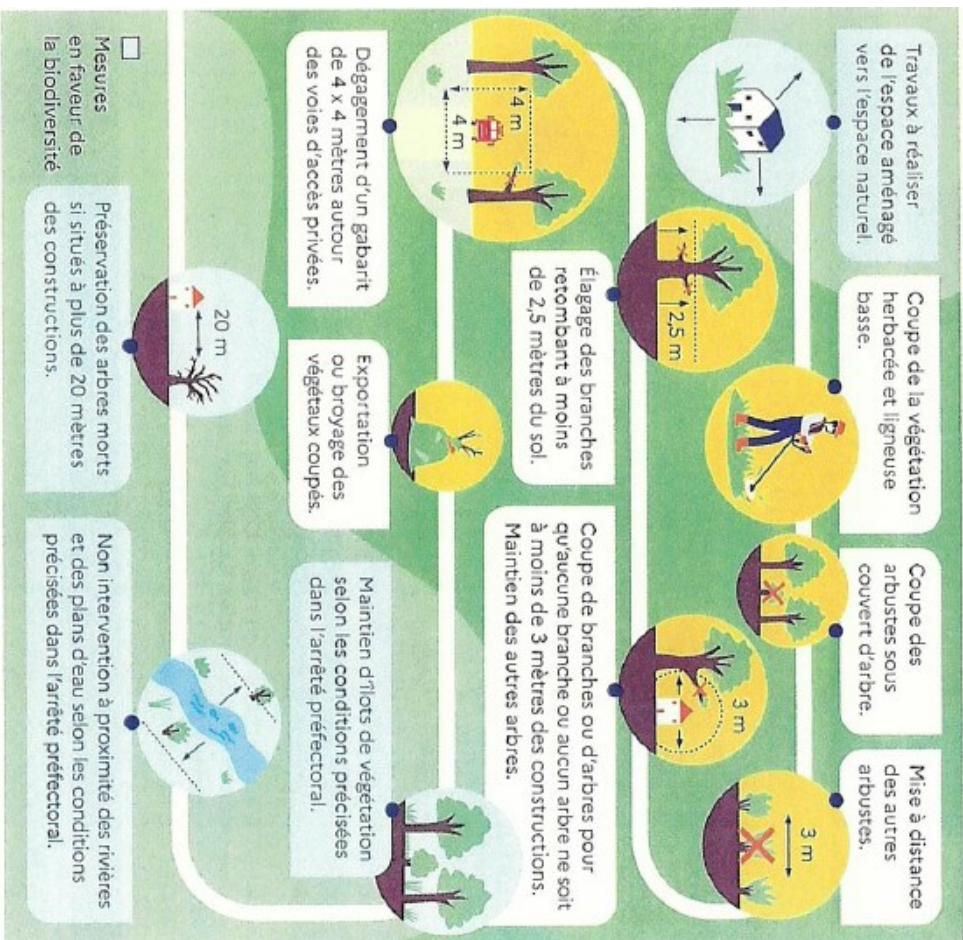 Travaux à réaliser
de l'espace aménagé
vers l'espace naturel.
Coupe de la végétation
herbacée et ligneuse
basse.
Coupe des
arbustes sous
couvert d'arbre.
Mise à distance
des autres
arbustes.
3 m
2,5 m
3 m
Élagage des branches
retombant à moins
de 2,5 mètres du sol.
Coupe de branches ou d'arbres pour
qu'aucune branche ou aucun arbre ne soit
à moins de 3 mètres des constructions.
Maintien des autres arbres.
4 m
4 m
Dégagement d'un gabarit
de 4 x 4 mètres autour
des voies d'accès privées.
Exportation
ou broyage des
végétaux coupés.
Maintien d'îlots de végétation
selon les conditions précisées
dans l'arrêté préfectoral.
20 m
Mesures
en faveur de
la biodiversité
Préservation des arbres morts
si situés à plus de 20 mètres
des constructions.
Non intervention à proximité des rivières
et des plans d'eau selon les conditions
précisées dans l'arrêté préfectoral.